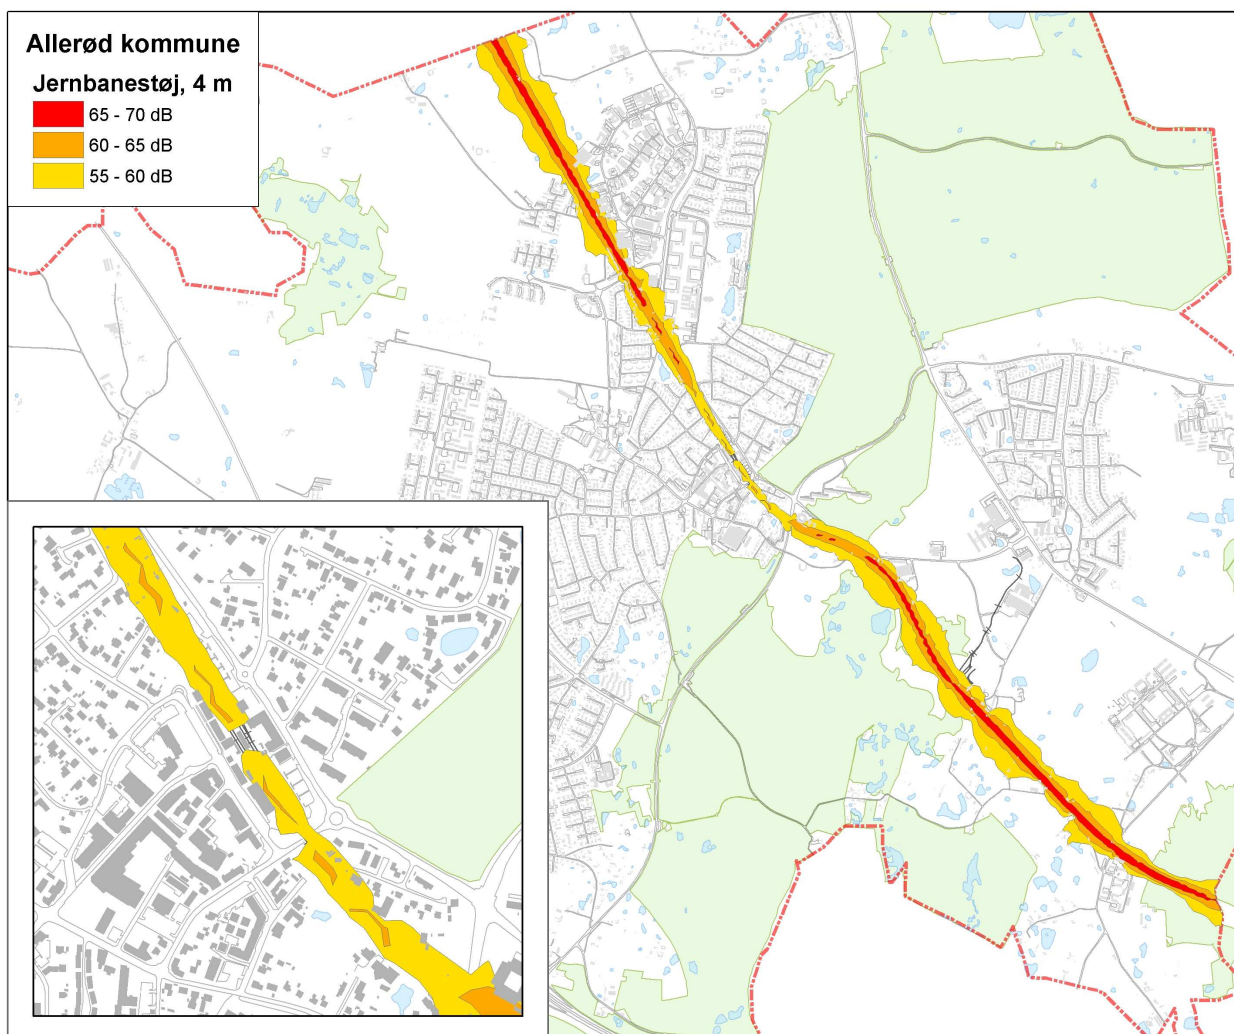 Allerød kommune
Jernbanestøj, 4 m
65 - 70 dB
60 - 65 dB
55 - 60 dB